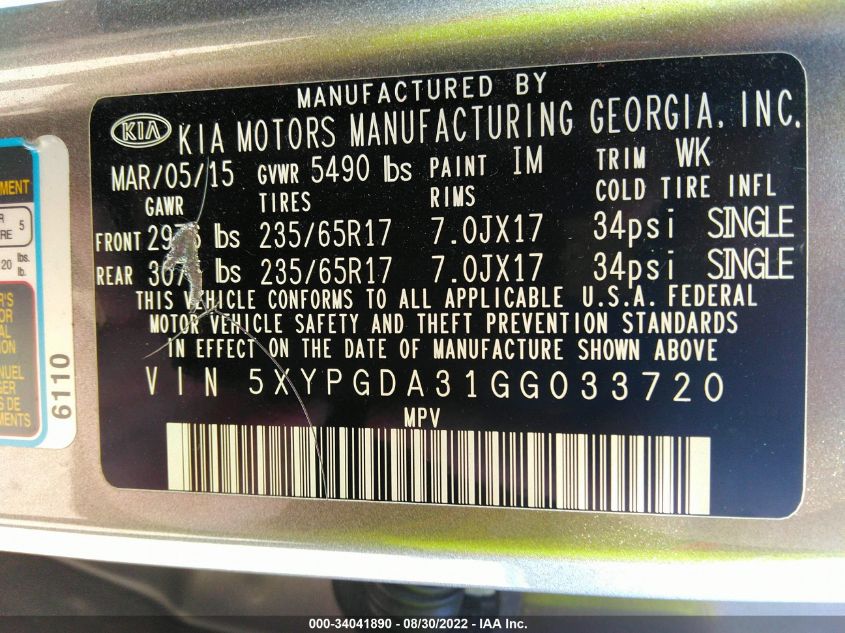 MANUFACTURED BY
KIA KIA MOTORS MANUFACTURING GEORGIA, INC.
MAR/05/15 GVWR 5490 lbs PAINT IM TRIM WK
GAWR TIRES RIMS COLD TIRE INFL
FRONT lbs 235/65R17 7.0JX17 34psi SINGLE
REAR lbs 235/65R17 7.0JX17 34psi SINGLE
THIS VEHICLE CONFORMS TO ALL APPLICABLE U.S.A. FEDERAL
MOTOR VEHICLE SAFETY AND THEFT PREVENTION STANDARDS
IN EFFECT ON THE DATE OF MANUFACTURE SHOWN ABOVE
VIN 5XYPGDA31GG033720
MPV
5
lbs.
lb.
6110
000-34041890 - 08/30/2022 - IAA Inc.